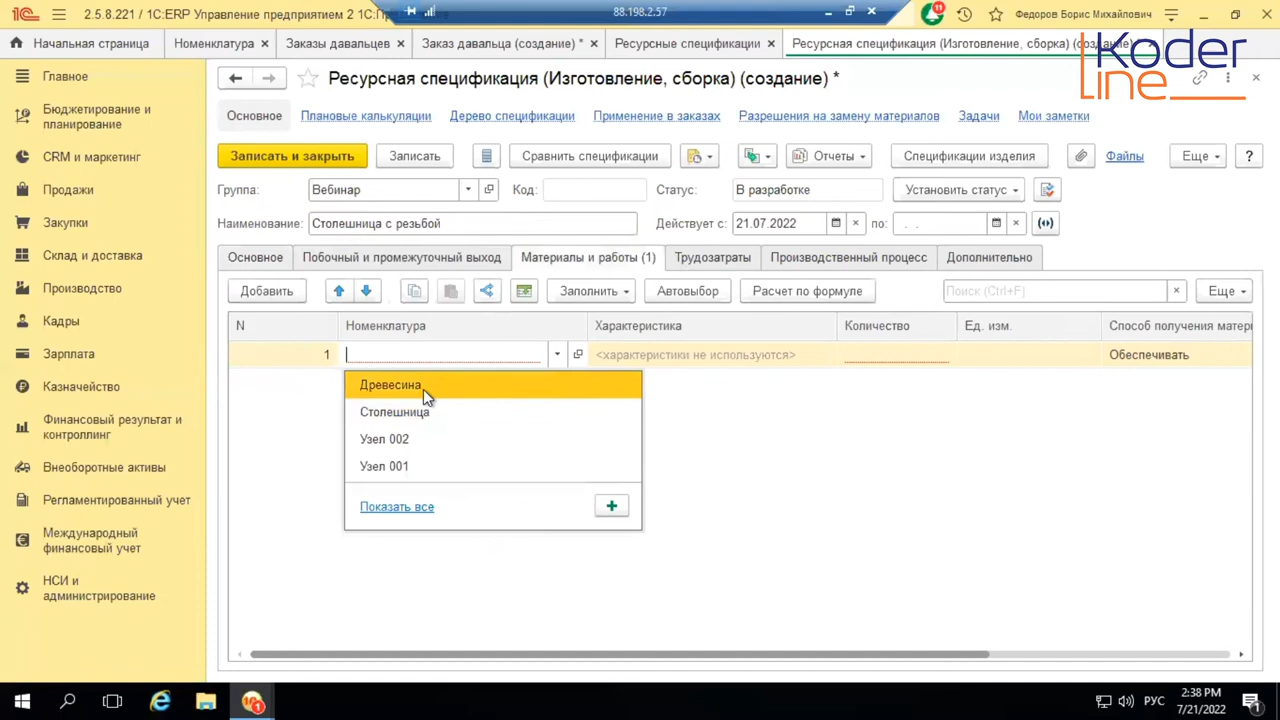 2.5.8.221 / 1С:ERP Управление предприятием 2 1С:П
88.198.2.57
11
Федоров Борис Михайлович
Начальная страница
Номенклатура
Заказы давальцев
Заказ давальца (создание) *
Ресурсные спецификации
Ресурсная спецификация (Изготовление, сборка) (создание) *
Koder
line
Главное
Бюджетирование и
планирование
CRM и маркетинг
Продажи
Закупки
Склад и доставка
Производство
Кадры
Зарплата
Казначейство
Финансовый результат и
контроллинг
Внеоборотные активы
Регламентированный учет
Международный
финансовый учет
НСИ и
администрирование
Ресурсная спецификация (Изготовление, сборка) (создание) *
Основное Плановые калькуляции Дерево спецификации Применение в заказах Разрешения на замену материалов Задачи Мои заметки
Записать и закрыть Записать Сравнить спецификации Отчеты Спецификации изделия Файлы Еще ?
Группа: Вебинар Код: Статус: В разработке Установить статус
Наименование: Столешница с резьбой Действует с: 21.07.2022 по: . .
Основное Побочный и промежуточный выход Материалы и работы (1) Трудозатраты Производственный процесс Дополнительно
Добавить Заполнить Автовыбор Расчет по формуле Поиск (Ctrl+F) Еще
N Номенклатура Характеристика Количество Ед. изм. Способ получения матери
1 <характеристики не используются> Обеспечивать
Древесина
Столешница
Узел 002
Узел 001
Показать все
1
РУС
2:38 PM
7/21/2022
1